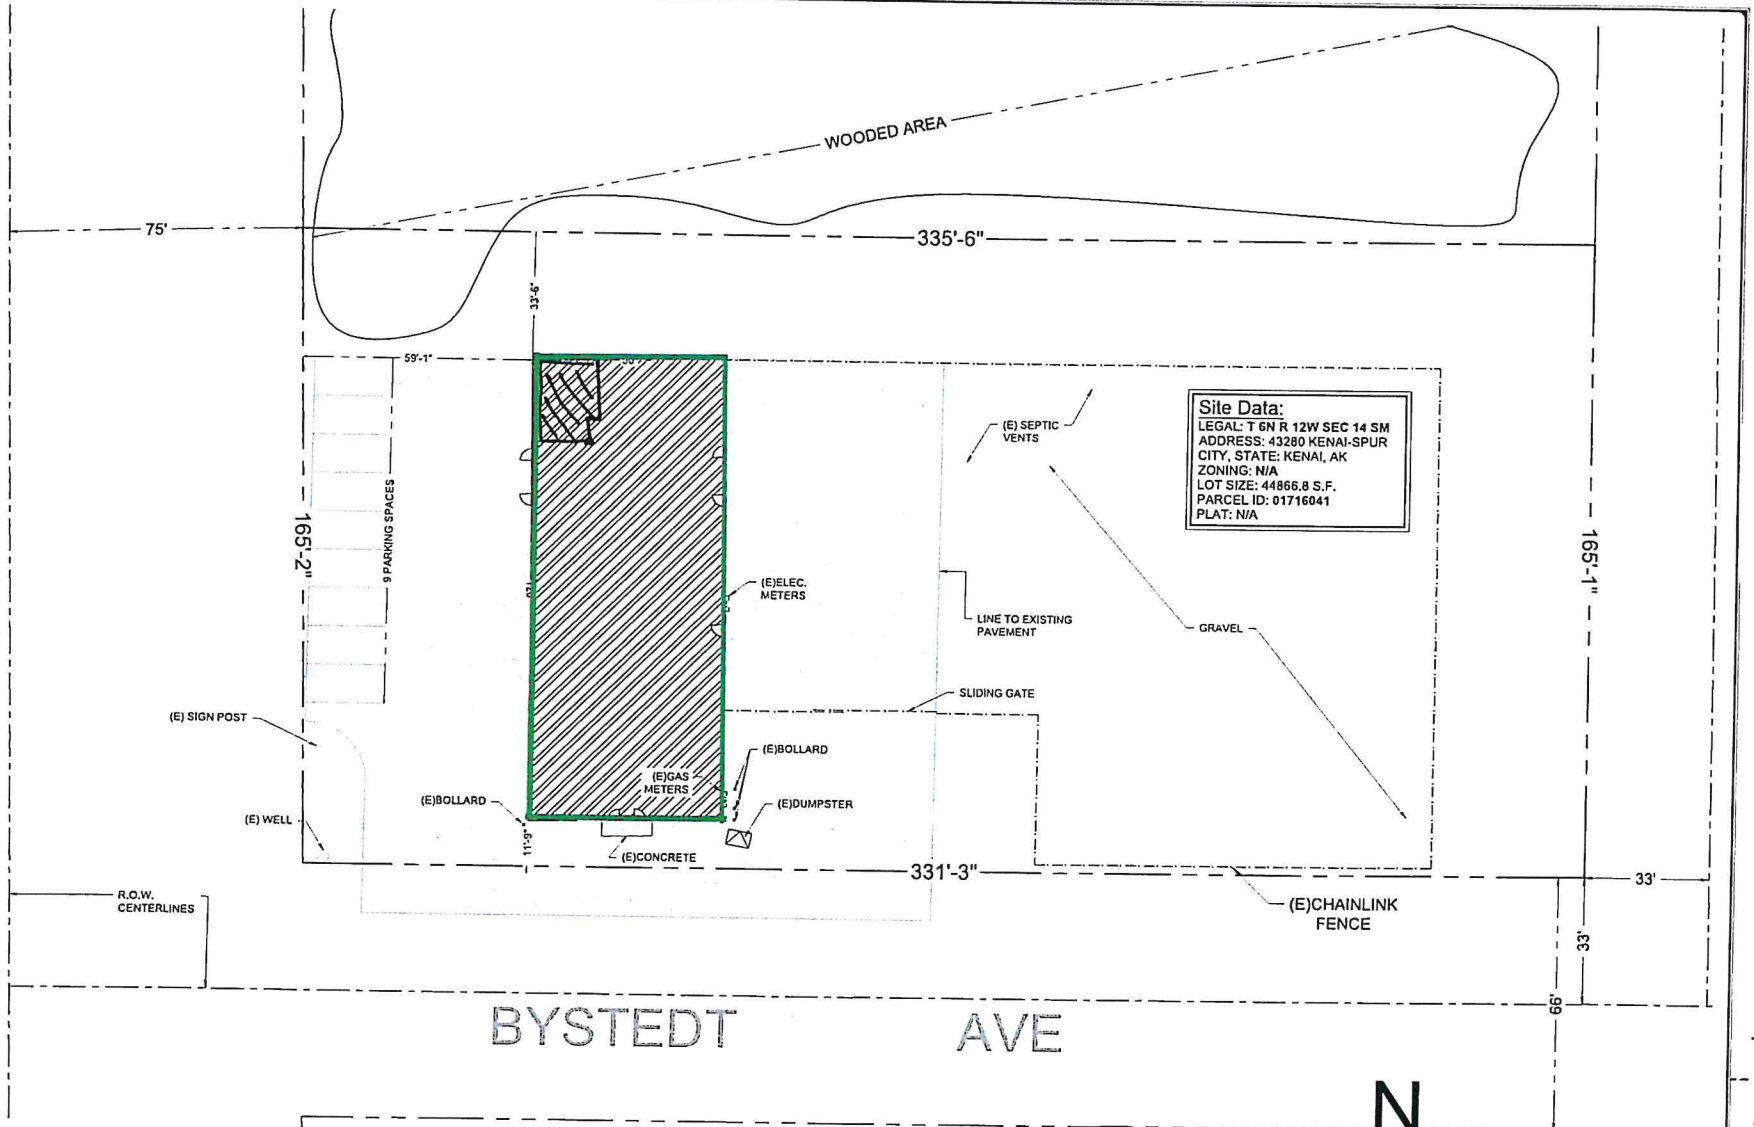 WOODED AREA
75'
335'-6"
33'-6"
59'-1"
50'
Site Data:
LEGAL: T 6N R 12W SEC 14 SM
ADDRESS: 43280 KENAI-SPUR
CITY, STATE: KENAI, AK
ZONING: N/A
LOT SIZE: 44866.8 S.F.
PARCEL ID: 01716041
PLAT: N/A
(E) SEPTIC
VENTS
9 PARKING SPACES
165'-2"
165'-1"
(E)ELEC.
METERS
LINE TO EXISTING
PAVEMENT
GRAVEL
SLIDING GATE
(E) SIGN POST
(E)BOLLARD
(E)GAS
METERS
(E)BOLLARD
(E)DUMPSTER
(E) WELL
11'-9"
(E)CONCRETE
331'-3"
33'
R.O.W.
CENTERLINES
(E)CHAINLINK
FENCE
33'
66'
BYSTEDT AVE
N